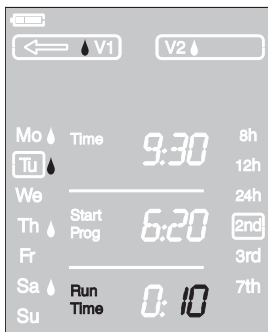 V1 V2
Mo Time 9:30 8h
Tu 12h
We 24h
Th Start Prog 6:20 2nd
Fr 3rd
Sa Run Time 0:10 7th
Su